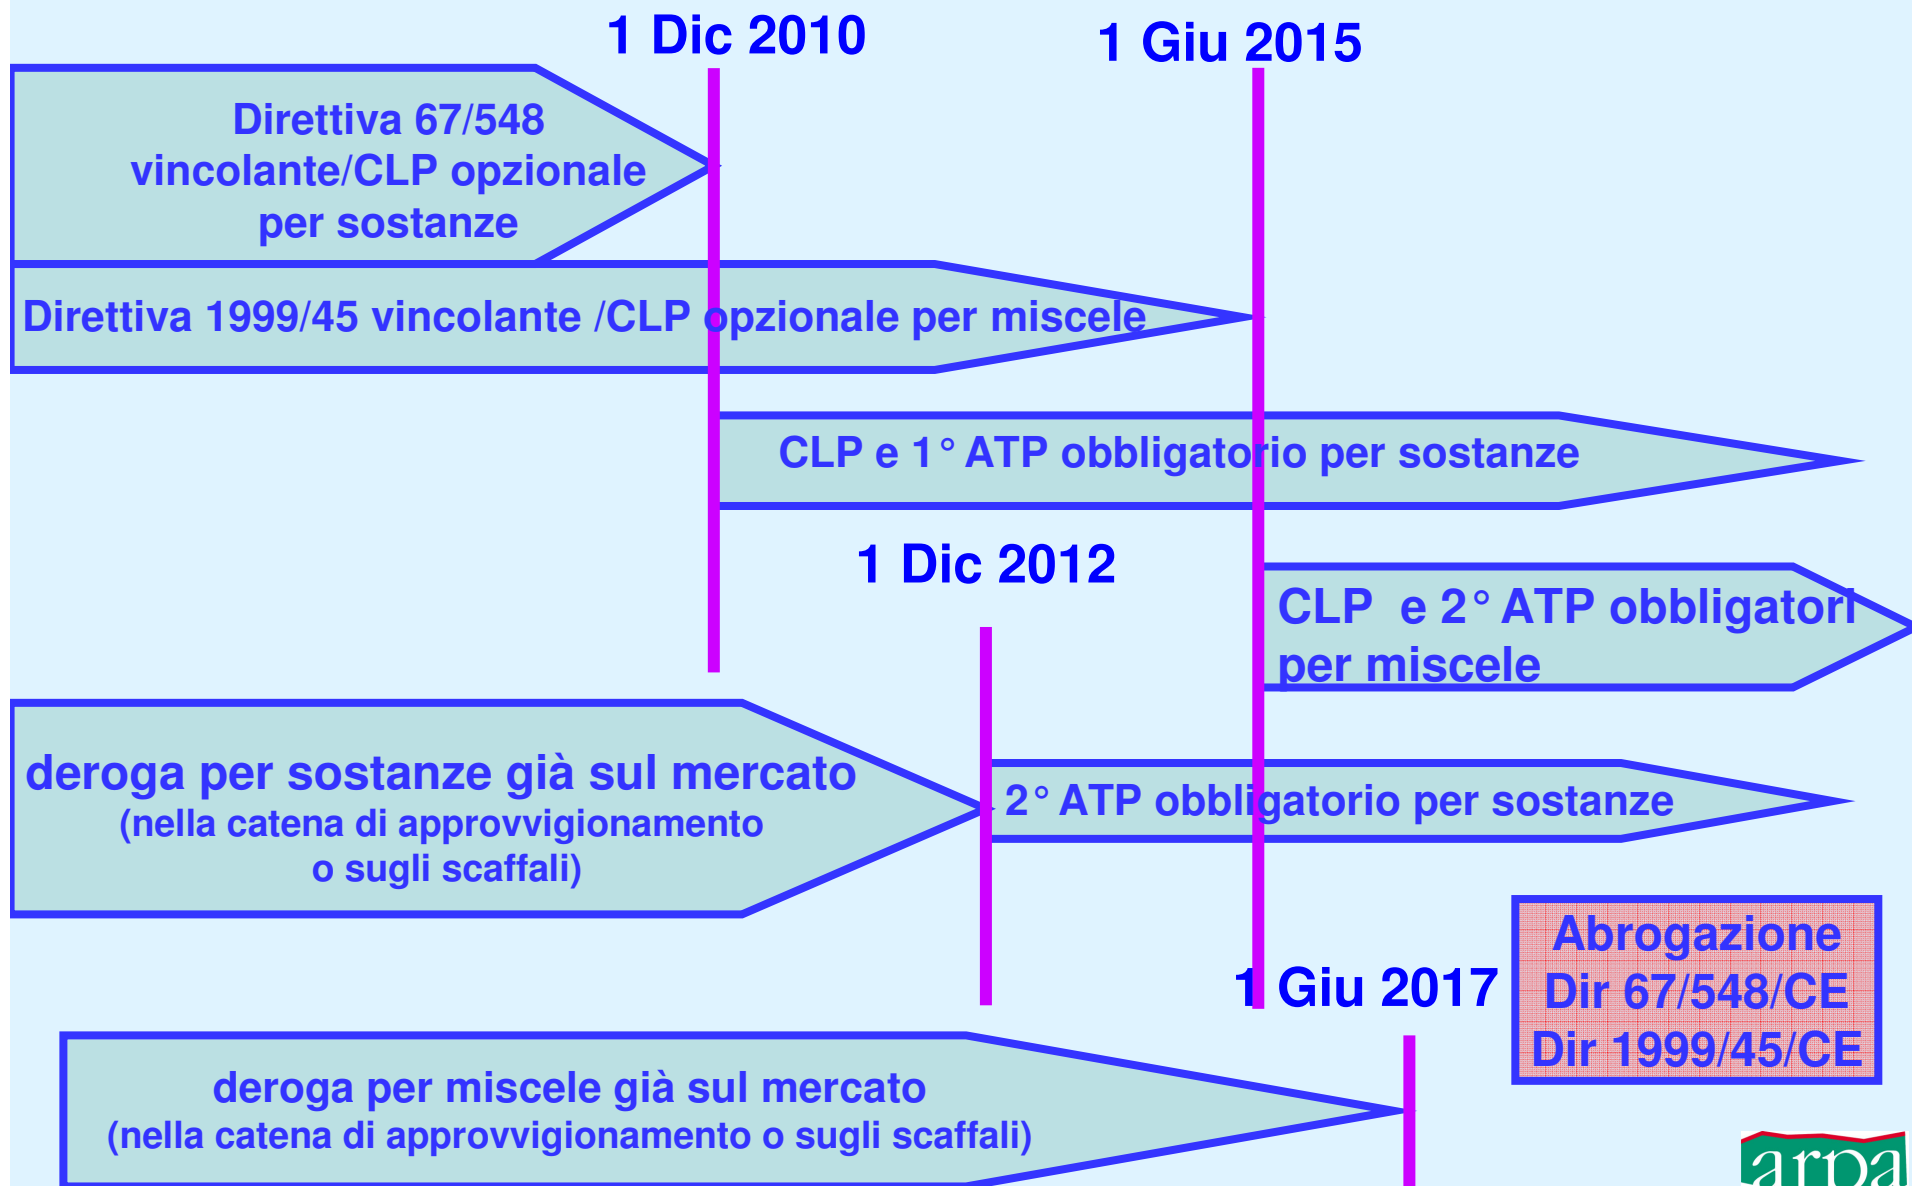 1 Dic 2010
1 Giu 2015
Direttiva 67/548
vincolante/CLP opzionale
per sostanze
Direttiva 1999/45 vincolante /CLP opzionale per miscele
CLP e 1° ATP obbligatorio per sostanze
1 Dic 2012
CLP e 2° ATP obbligatori
per miscele
deroga per sostanze già sul mercato
(nella catena di approvvigionamento
o sugli scaffali)
2° ATP obbligatorio per sostanze
Abrogazione
Dir 67/548/CE
Dir 1999/45/CE
1 Giu 2017
deroga per miscele già sul mercato
(nella catena di approvvigionamento o sugli scaffali)
arpa